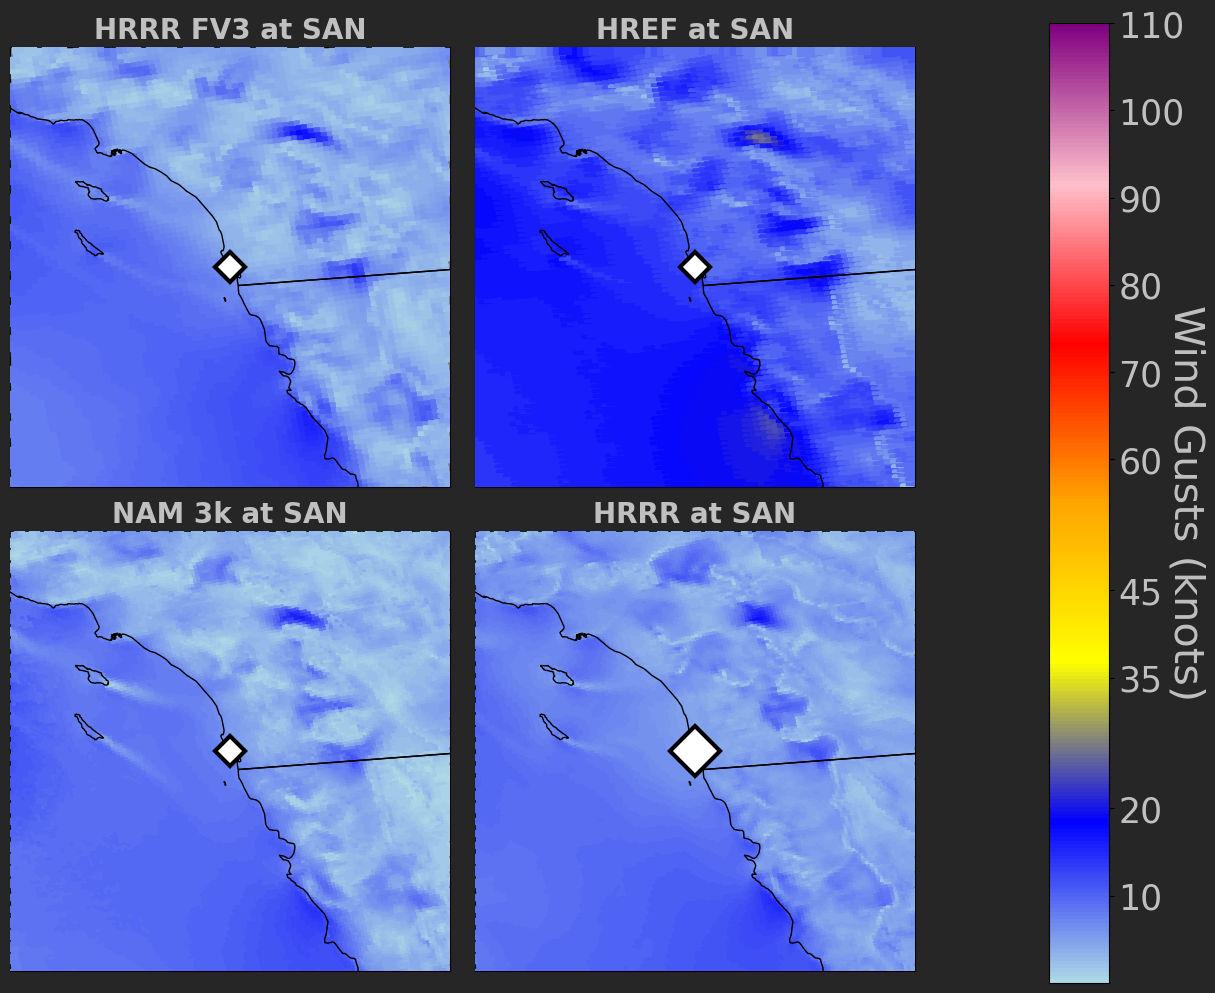 HRRR FV3 at SAN
HREF at SAN
NAM 3k at SAN
HRRR at SAN
110
100
90
80
70
60
45
35
20
10
Wind Gusts (knots)